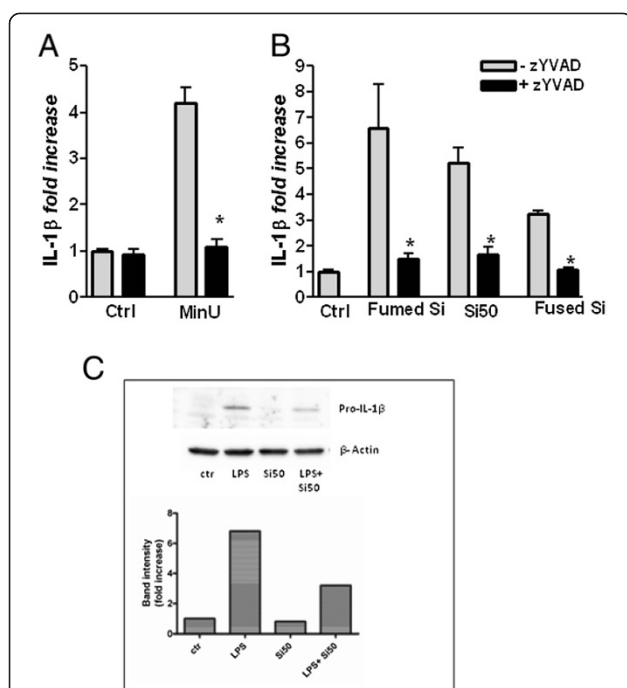 A
B
IL-1β fold increase
5
4
3
2
1
0
Ctrl
MinU
*
IL-1β fold increase
9
8
7
6
5
4
3
2
1
0
Ctrl
Fumed Si
Si50
Fused Si
*
*
*
- zYVAD
+ zYVAD
C
Pro-IL-1β
β-Actin
ctr
LPS
Si50
LPS+
Si50
Band intensity
(fold increase)
8
6
4
2
0
ctr
LPS
Si50
LPS+ Si50